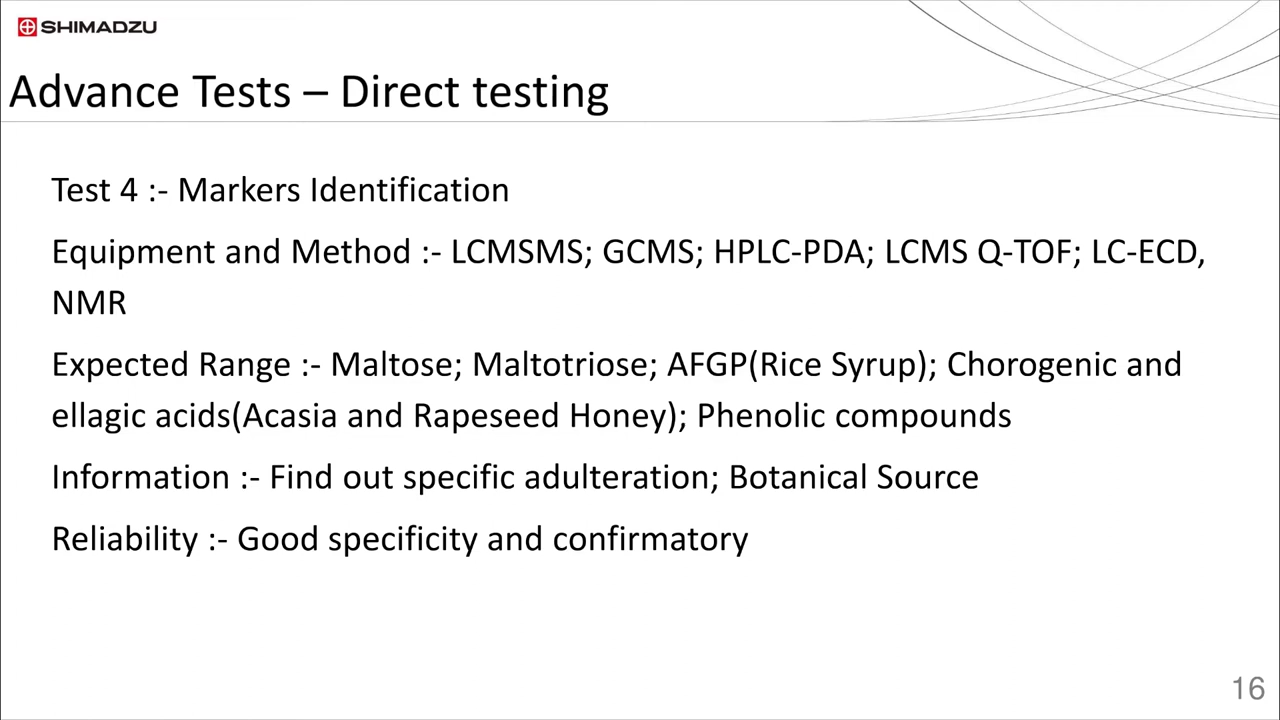 SHIMADZU
Advance Tests – Direct testing
Test 4 :- Markers Identification
Equipment and Method :- LCMSMS; GCMS; HPLC-PDA; LCMS Q-TOF; LC-ECD,
NMR
Expected Range :- Maltose; Maltotriose; AFGP(Rice Syrup); Chorogenic and
ellagic acids(Acasia and Rapeseed Honey); Phenolic compounds
Information :- Find out specific adulteration; Botanical Source
Reliability :- Good specificity and confirmatory
16